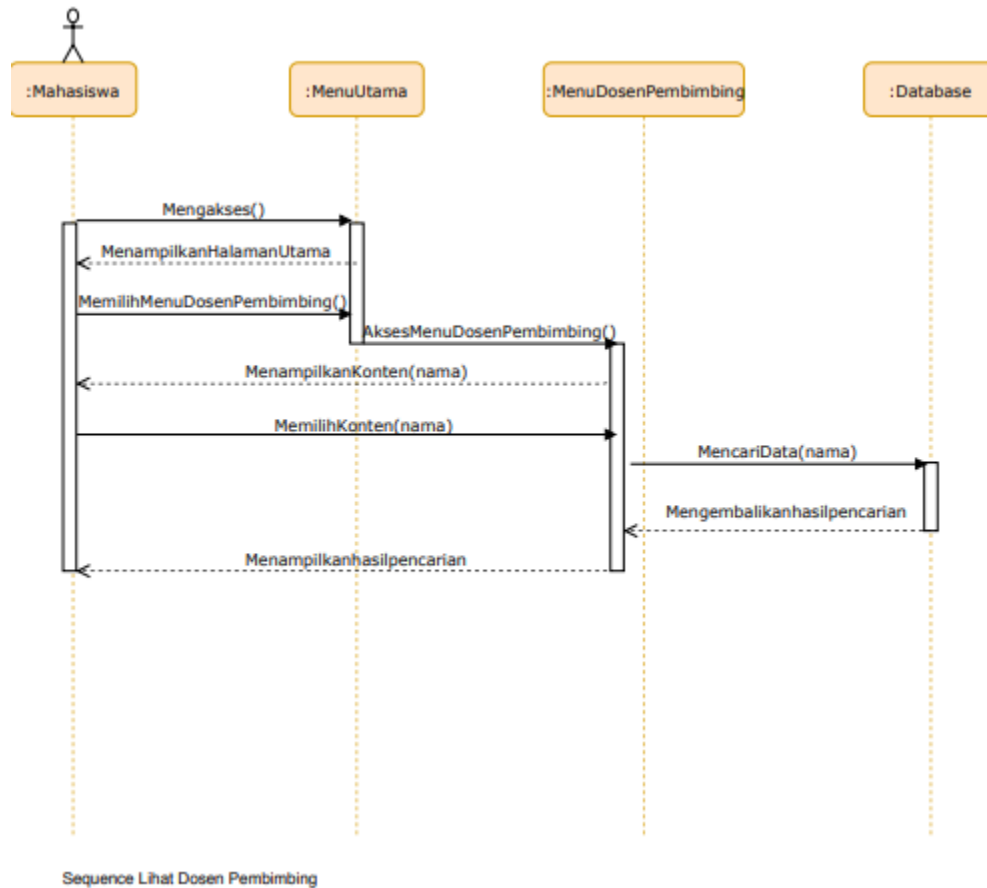 :Mahasiswa
:MenuUtama
:MenuDosenPembimbing
:Database
Mengakses()
MenampilkanHalamanUtama
MemilihMenuDosenPembimbing()
AksesMenuDosenPembimbing()
MenampilkanKonten(nama)
MemilihKonten(nama)
MencariData(nama)
Mengembalikanhasilpencarian
Menampilkanhasilpencarian
Sequence Lihat Dosen Pembimbing